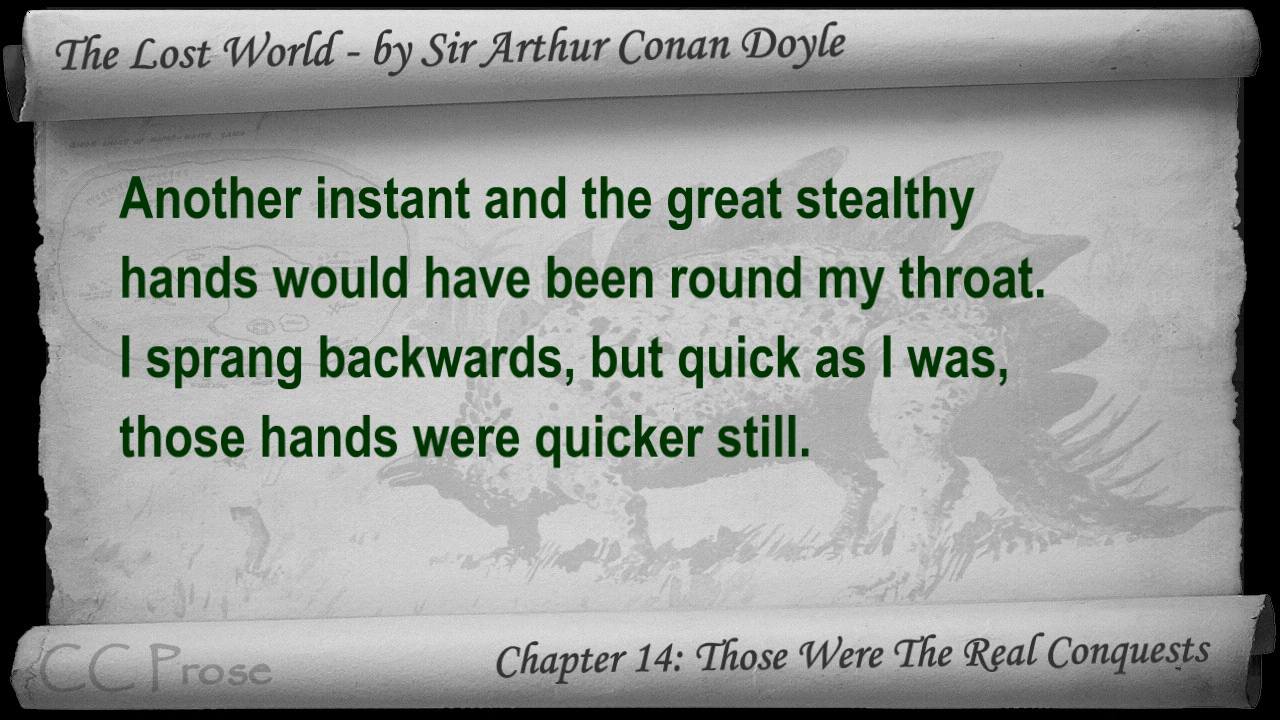 The Lost World - by Sir Arthur Conan Doyle
Another instant and the great stealthy
hands would have been round my throat.
I sprang backwards, but quick as I was,
those hands were quicker still.
CC Prose
Chapter 14: Those Were The Real Conquests